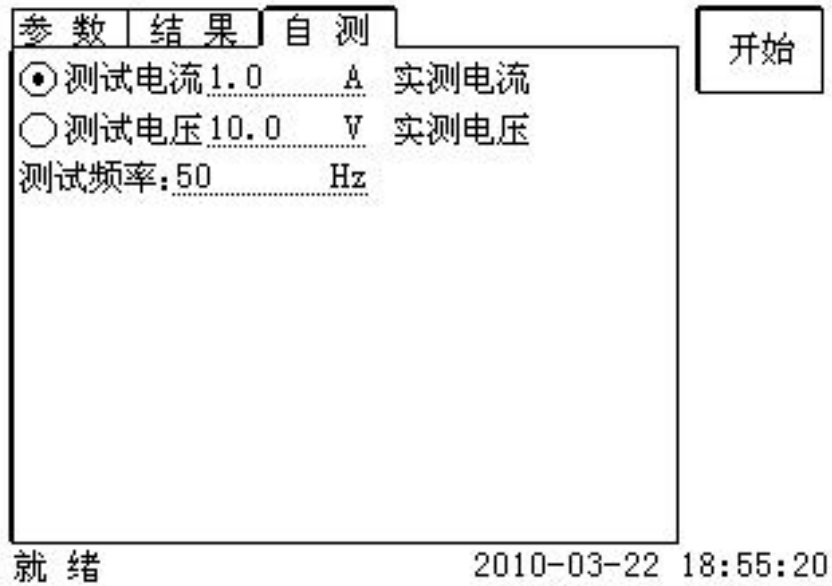 参 数 结 果 自 测
开始
测试电流1.0 A 实测电流
测试电压10.0 V 实测电压
测试频率:50 Hz
就 绪 2010-03-22 18:55:20